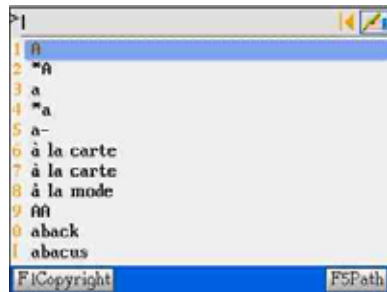 >
1 A
2 "A
3 a
4 "a
5 a-
6 à la carte
7 à la carte
8 à la mode
9 AA
0 aback
I abacus
F1Copyright F5Path